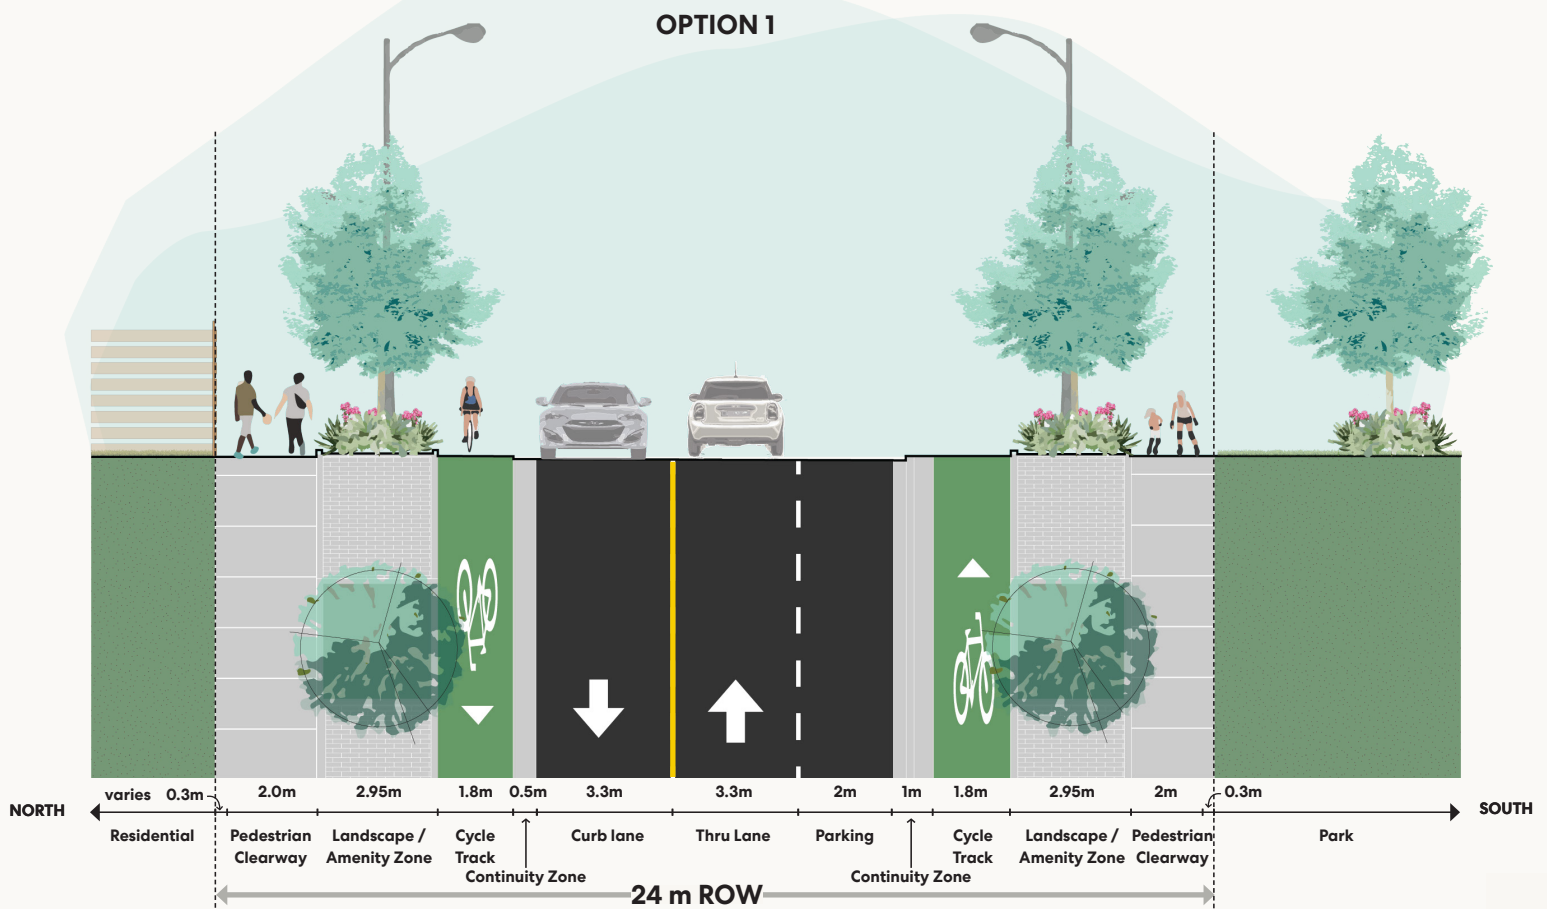 OPTION 1
varies 0.3m 2.0m 2.95m 1.8m 0.5m 3.3m 3.3m 2m 1m 1.8m 2.95m 2m 0.3m
NORTH SOUTH
Residential Pedestrian Landscape / Cycle Curb lane Thru Lane Parking Cycle Landscape / Pedestrian Park
Clearway Amenity Zone Track Track Amenity Zone Clearway
Continuity Zone Continuity Zone
24 m ROW